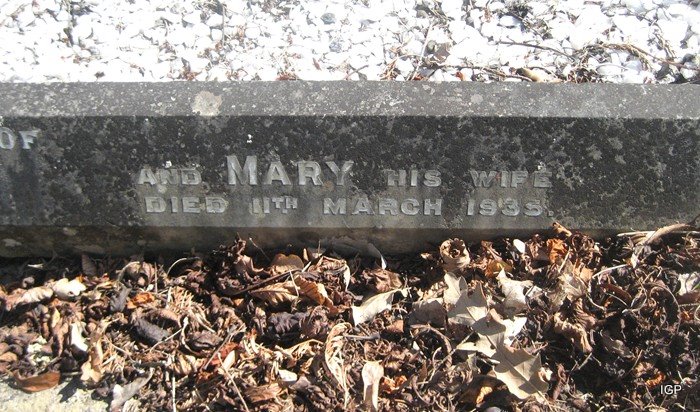 OF
AND MARY HIS WIFE
DIED 11TH MARCH 1935.
IGP